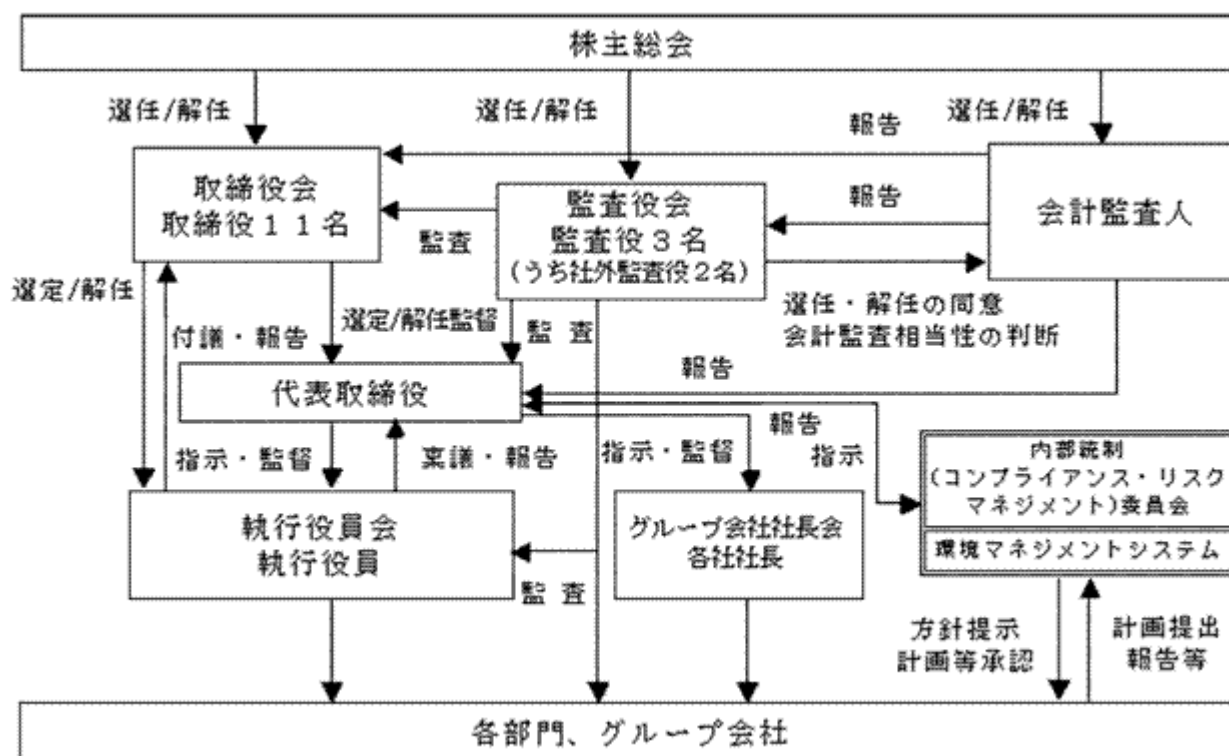 株主総会
選任/解任
選任/解任
選任/解任
報告
取締役会
取締役11名
監査役会
監査役3名
(うち社外監査役2名)
会計監査人
報告
監査
選定/解任
付議・報告
選定/解任監督
監 査
選任・解任の同意
会計監査相当性の判断
報告
代表取締役
報告
指示・監督
稟議・報告
指示・監督
指示
内部統制
(コンプライアンス・リスク
マネジメント)委員会
環境マネジメントシステム
執行役員会
執行役員
グループ会社社長会
各社社長
監 査
方針提示
計画等承認
計画提出
報告等
各部門、グループ会社